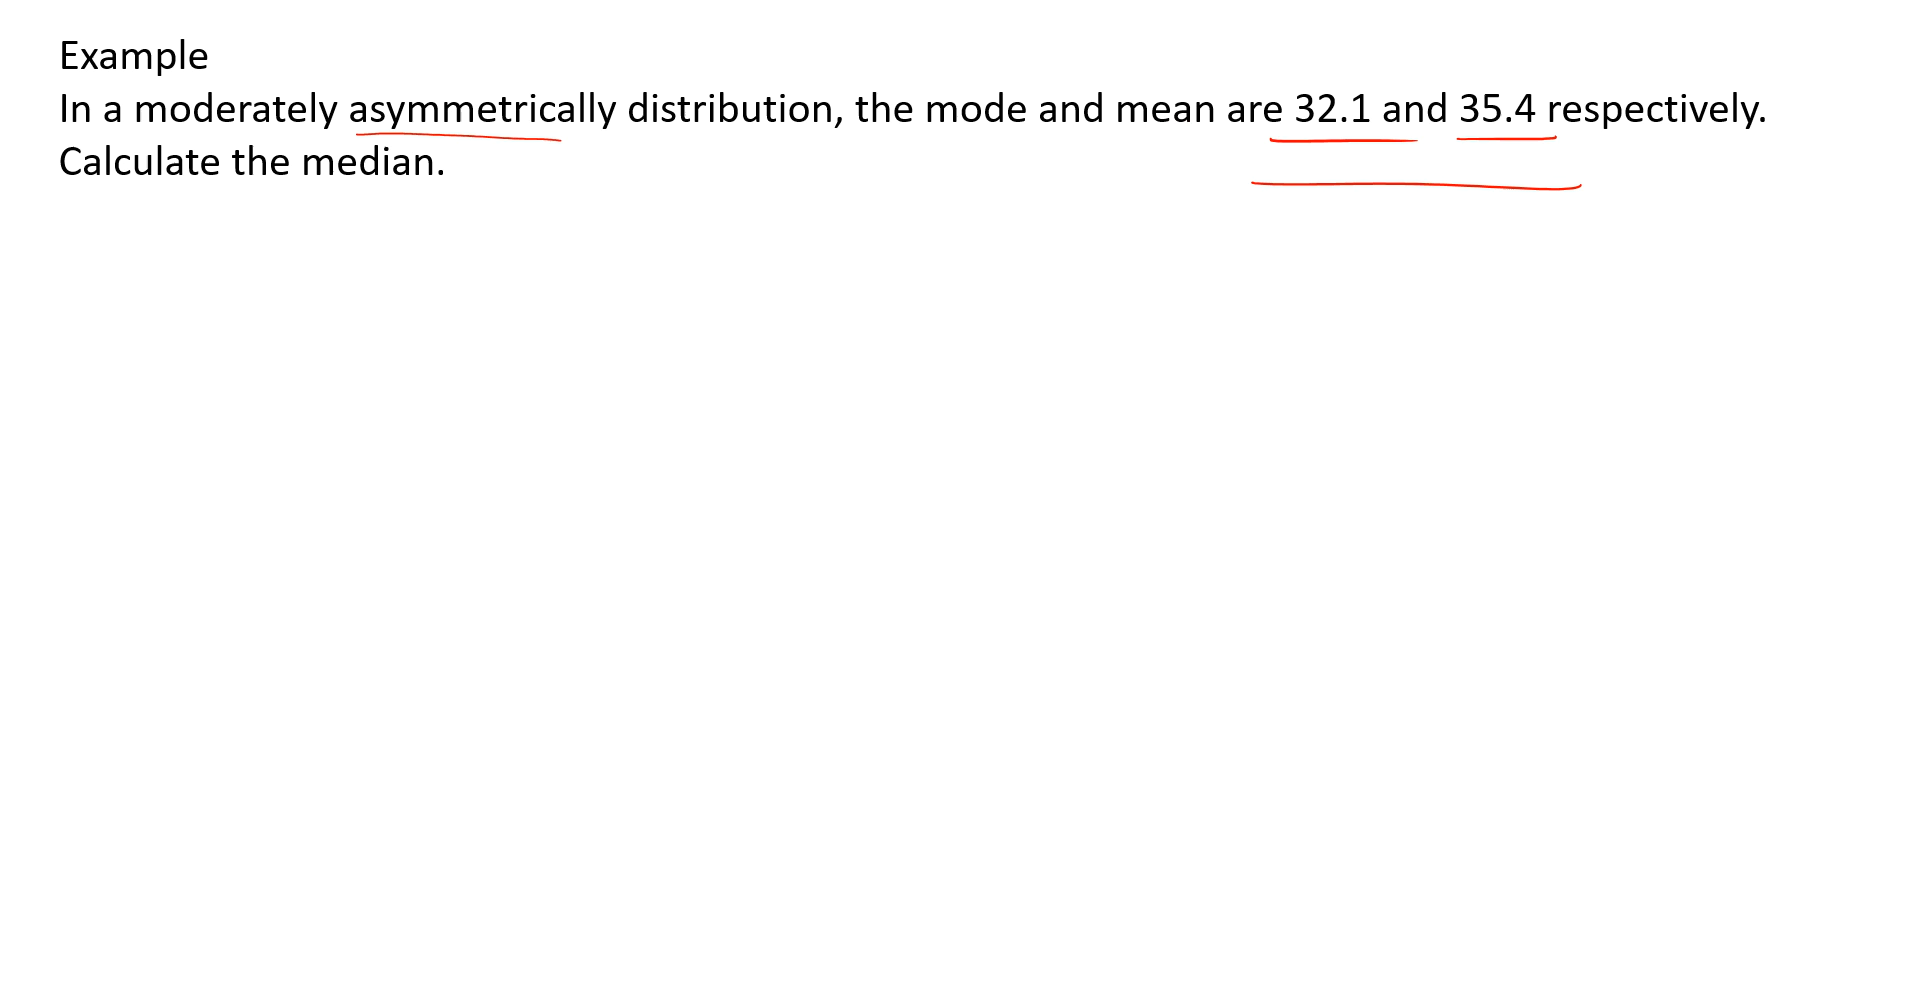 Example
In a moderately asymmetrically distribution, the mode and mean are 32.1 and 35.4 respectively.
Calculate the median.